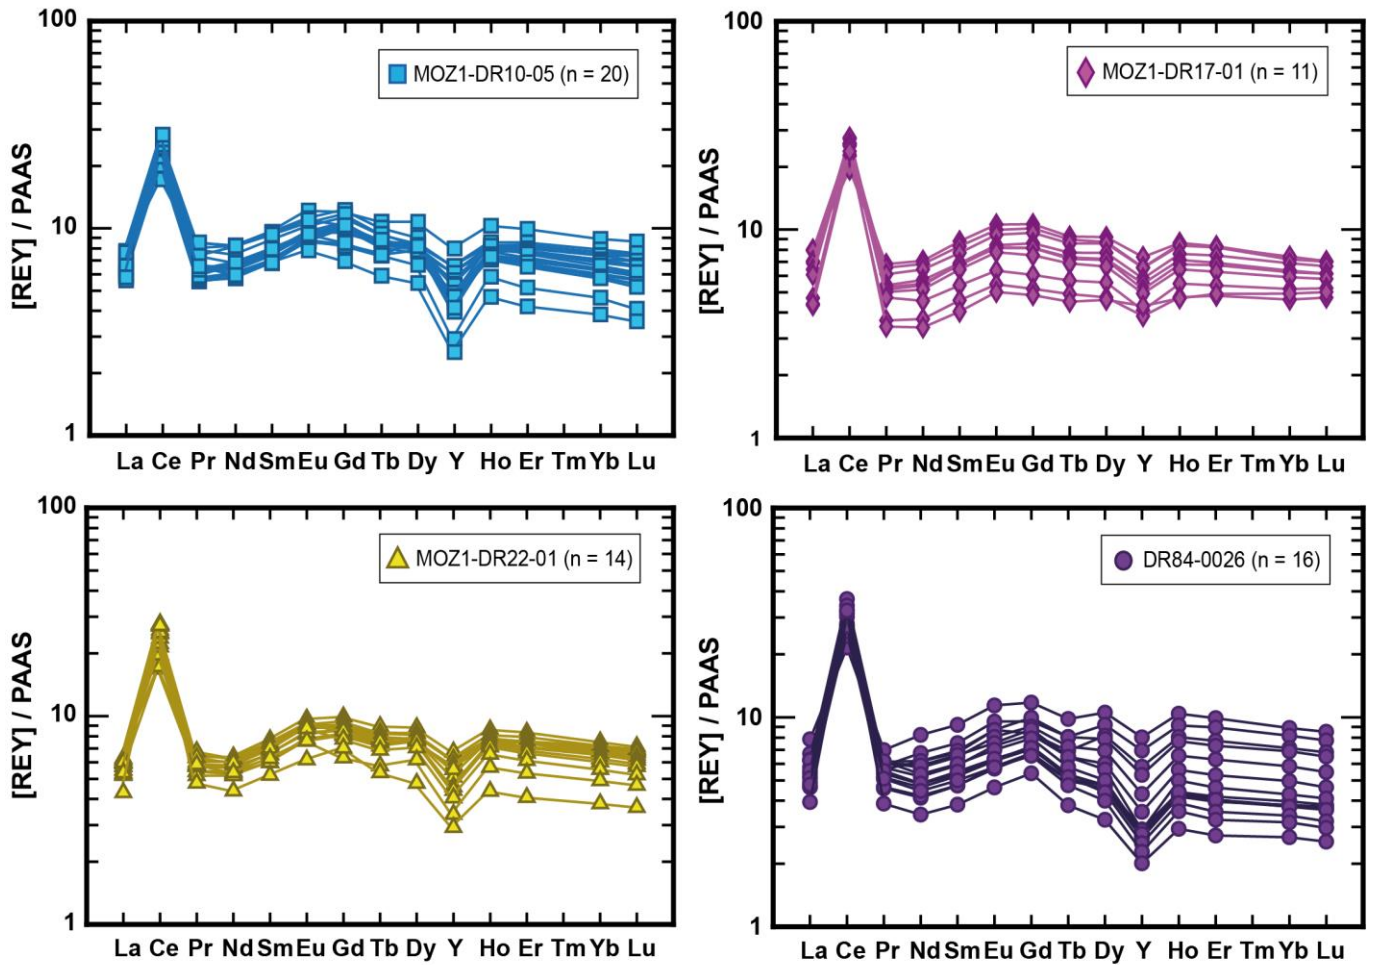 100
10
1
[REY] / PAAS
MOZ1-DR10-05 (n = 20)
La Ce Pr Nd Sm Eu Gd Tb Dy Y Ho Er Tm Yb Lu
100
10
1
[REY] / PAAS
MOZ1-DR17-01 (n = 11)
La Ce Pr Nd Sm Eu Gd Tb Dy Y Ho Er Tm Yb Lu
100
10
1
[REY] / PAAS
MOZ1-DR22-01 (n = 14)
La Ce Pr Nd Sm Eu Gd Tb Dy Y Ho Er Tm Yb Lu
100
10
1
[REY] / PAAS
DR84-0026 (n = 16)
La Ce Pr Nd Sm Eu Gd Tb Dy Y Ho Er Tm Yb Lu